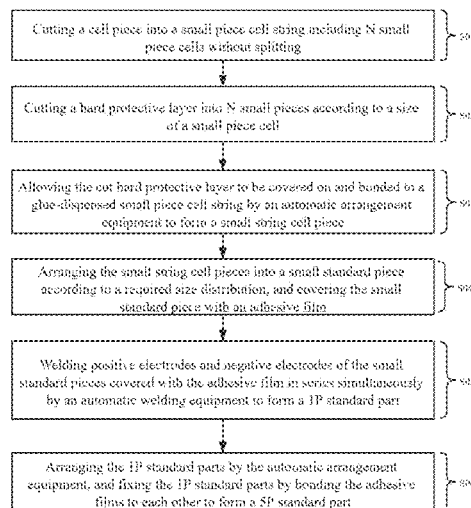 Cutting a cell piece into a small piece cell string including N small
piece cells without splitting
Cutting a hard protective layer into N small pieces according to a size
of a small piece cell
Allowing the cut hard protective layer to be covered on and bonded to a
glue-dispensed small piece cell string by an automatic arrangement
equipment to form a small string cell piece
Arranging the small string cell pieces into a small standard piece
according to a required size distribution, and covering the small
standard piece with an adhesive film
Welding positive electrodes and negative electrodes of the small
standard pieces covered with the adhesive film in series simultaneously
by an automatic welding equipment to form a 1P standard part
Arranging the 1P standard parts by the automatic arrangement
equipment, and fixing the 1P standard parts by bonding the adhesive
films to each other to form a 5P standard part